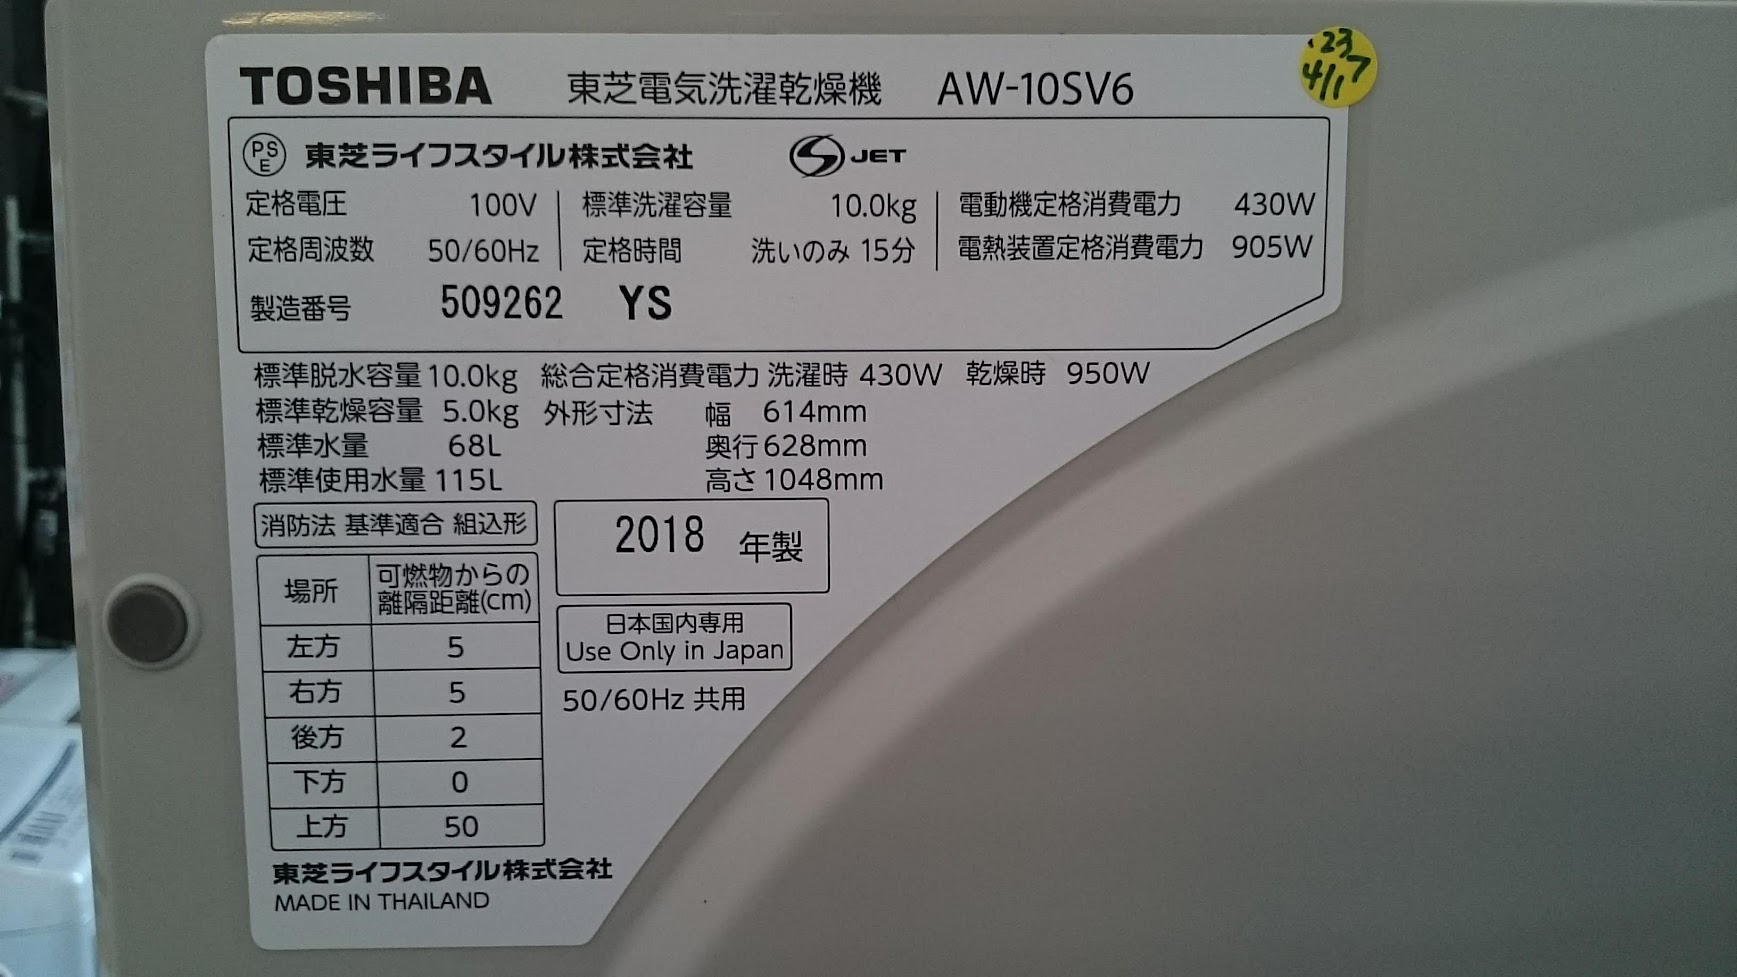 TOSHIBA 東芝電気洗濯乾燥機 AW-10SV6
'23
4/17
PS
E 東芝ライフスタイル株式会社 S JET
定格電圧 100V 標準洗濯容量 10.0kg 電動機定格消費電力 430W
定格周波数 50/60Hz 定格時間 洗いのみ 15分 電熱装置定格消費電力 905W
製造番号 509262 YS
標準脱水容量 10.0kg 総合定格消費電力 洗濯時 430W 乾燥時 950W
標準乾燥容量 5.0kg 外形寸法 幅 614mm
標準水量 68L 奥行 628mm
標準使用水量 115L 高さ 1048mm
消防法 基準適合 組込形
2018 年製
場所 可燃物からの
離隔距離(cm)
左方 5
右方 5
後方 2
下方 0
上方 50
日本国内専用
Use Only in Japan
50/60Hz 共用
東芝ライフスタイル株式会社
MADE IN THAILAND